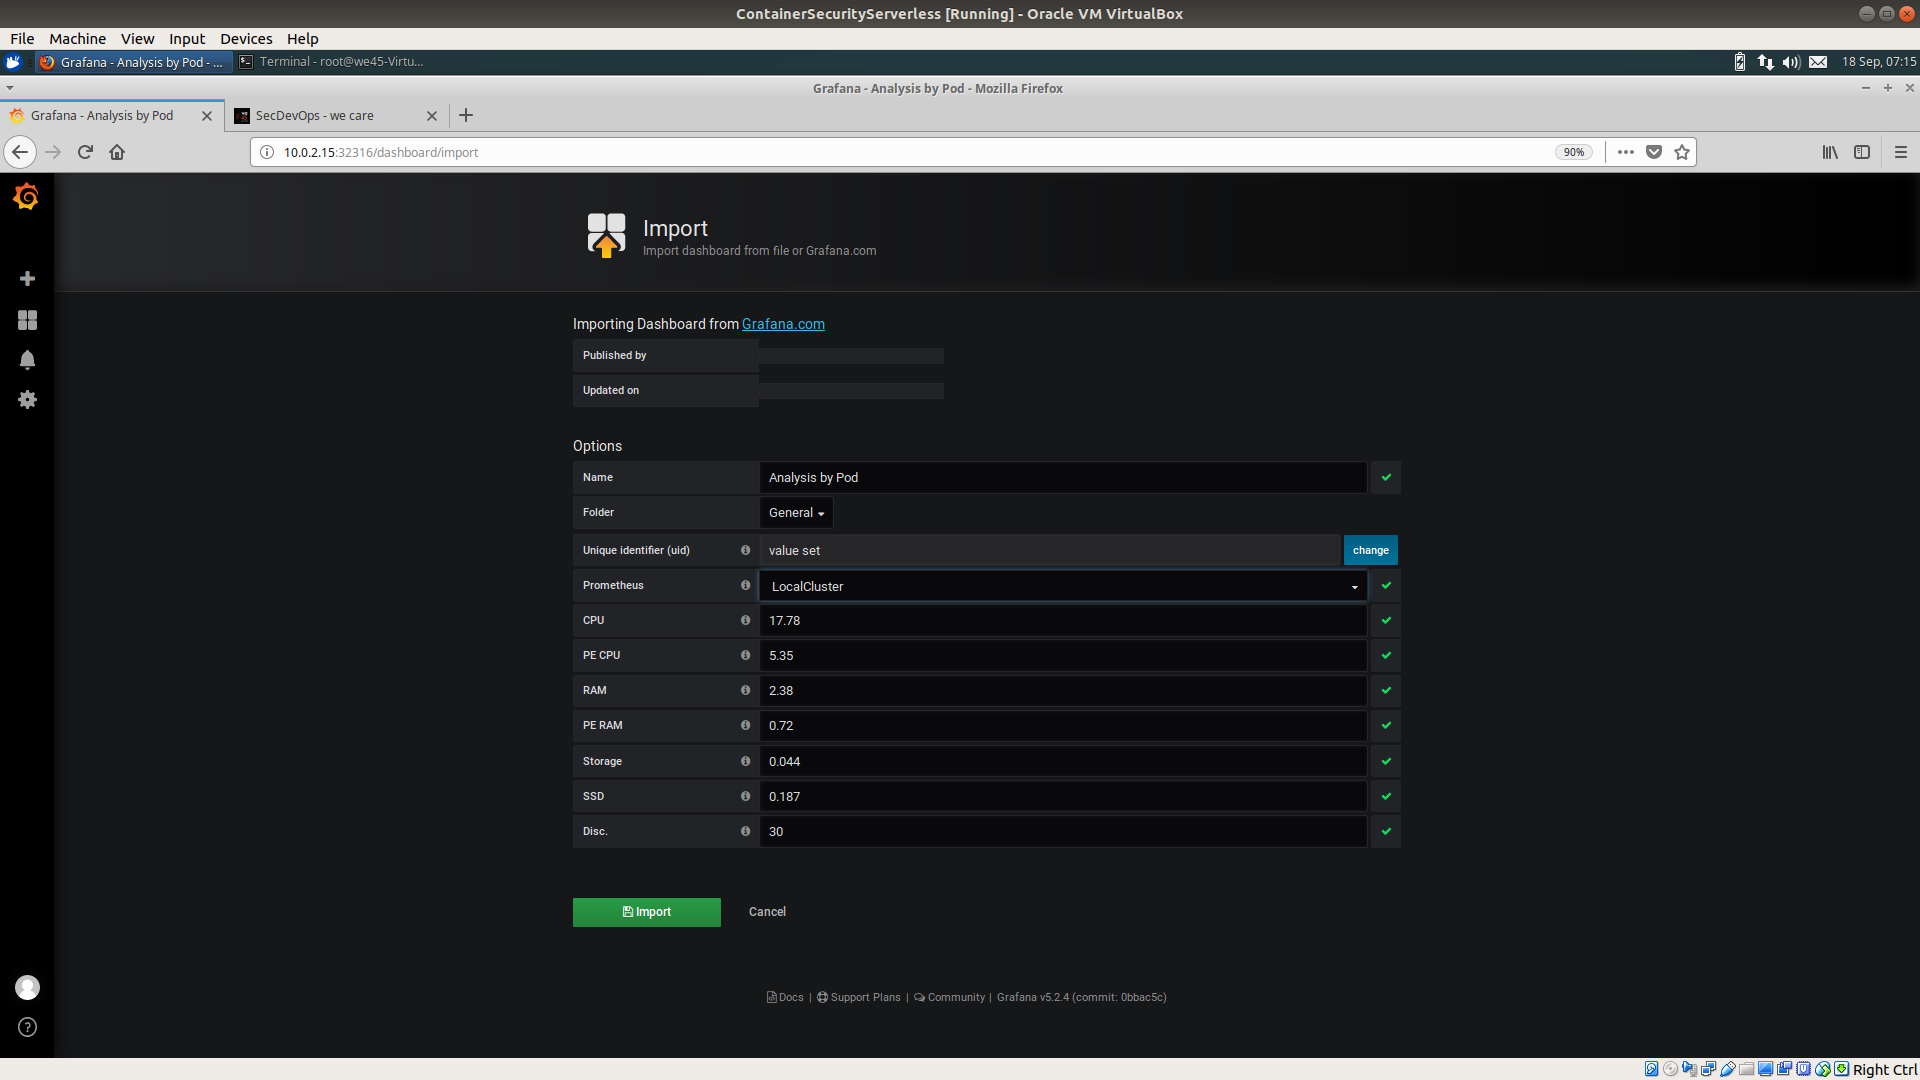 ContainerSecurityServerless [Running] - Oracle VM VirtualBox
File Machine View Input Devices Help
Grafana - Analysis by Pod - ... Terminal - root@we45-Virtu... 18 Sep, 07:15
Grafana - Analysis by Pod - Mozilla Firefox
Grafana - Analysis by Pod SecDevOps - we care
10.0.2.15:32316/dashboard/import 90%
Import
Import dashboard from file or Grafana.com
Importing Dashboard from Grafana.com
Published by
Updated on
Options
Name Analysis by Pod
Folder General
Unique identifier (uid) value set change
Prometheus LocalCluster
CPU 17.78
PE CPU 5.35
RAM 2.38
PE RAM 0.72
Storage 0.044
SSD 0.187
Disc. 30
Import Cancel
Docs | Support Plans | Community | Grafana v5.2.4 (commit: 0bbac5c)
Right Ctrl